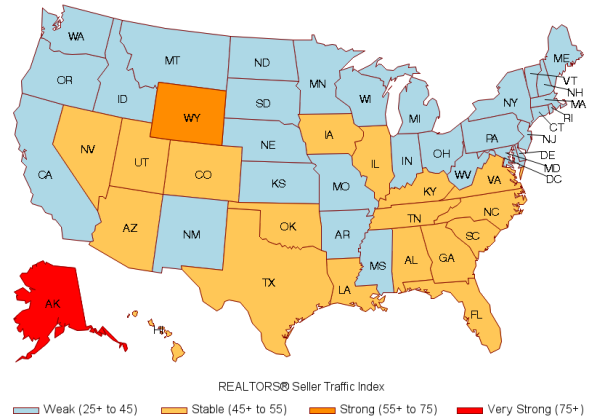 WA
MT
ND
MN
ME
VT
NH
MA
RI
CT
NJ
DE
MD
DC
OR
ID
WY
SD
WI
MI
NY
PA
NV
UT
CO
NE
IA
IL
IN
OH
WV
VA
CA
KS
MO
KY
NC
TN
SC
AZ
NM
OK
AR
MS
AL
GA
TX
LA
FL
AK
HI
REALTORS® Seller Traffic Index
Weak (25+ to 45) Stable (45+ to 55) Strong (55+ to 75) Very Strong (75+)